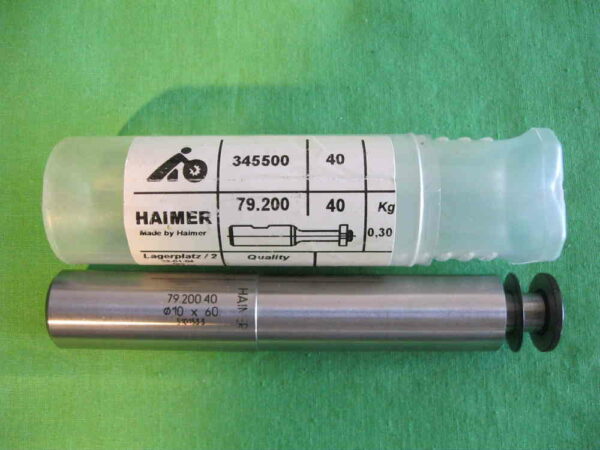 345500 40
79.200 40 Kg
HAIMER
Made by Haimer
0,30
Lagerplatz / 2 Quality
79.200.40
Ø10 x 60
HAIMER